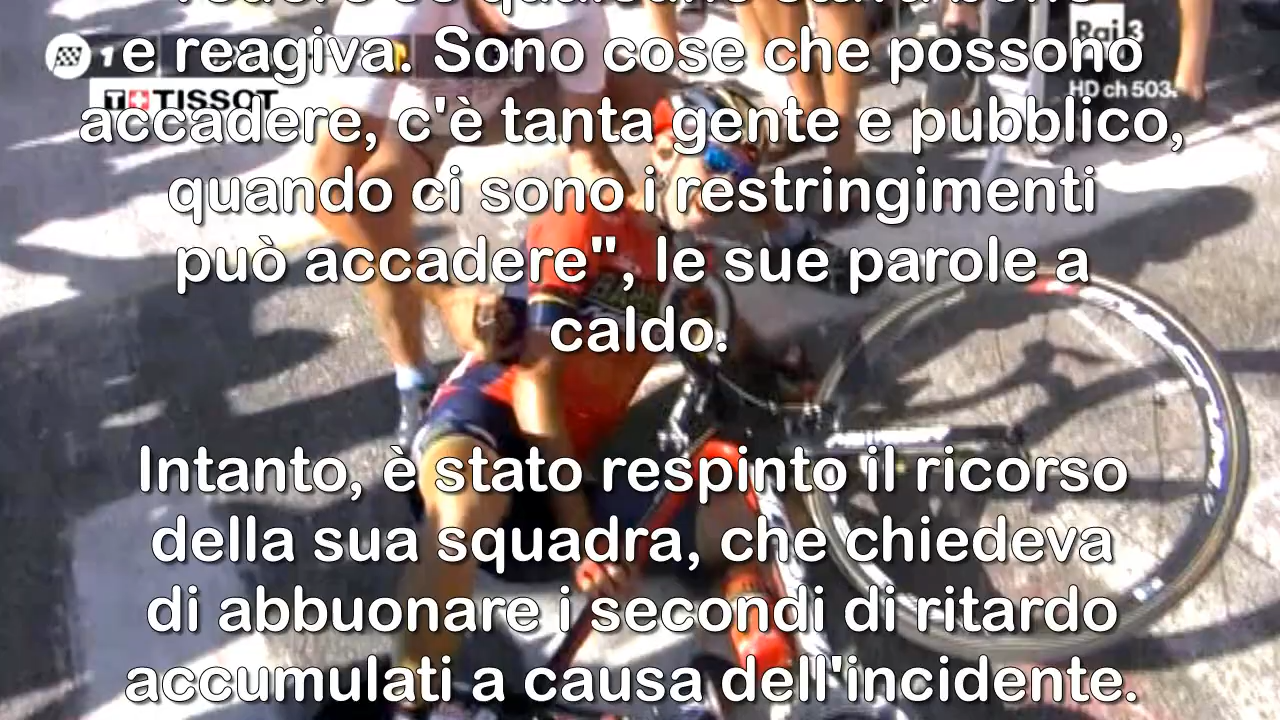 e reagiva. Sono cose che possono
accadere, c'è tanta gente e pubblico,
quando ci sono i restringimenti
può accadere", le sue parole a
caldo.
Intanto, è stato respinto il ricorso
della sua squadra, che chiedeva
di abbuonare i secondi di ritardo
accumulati a causa dell'incidente.
1
TISSOT
Rai 3
HD ch 503